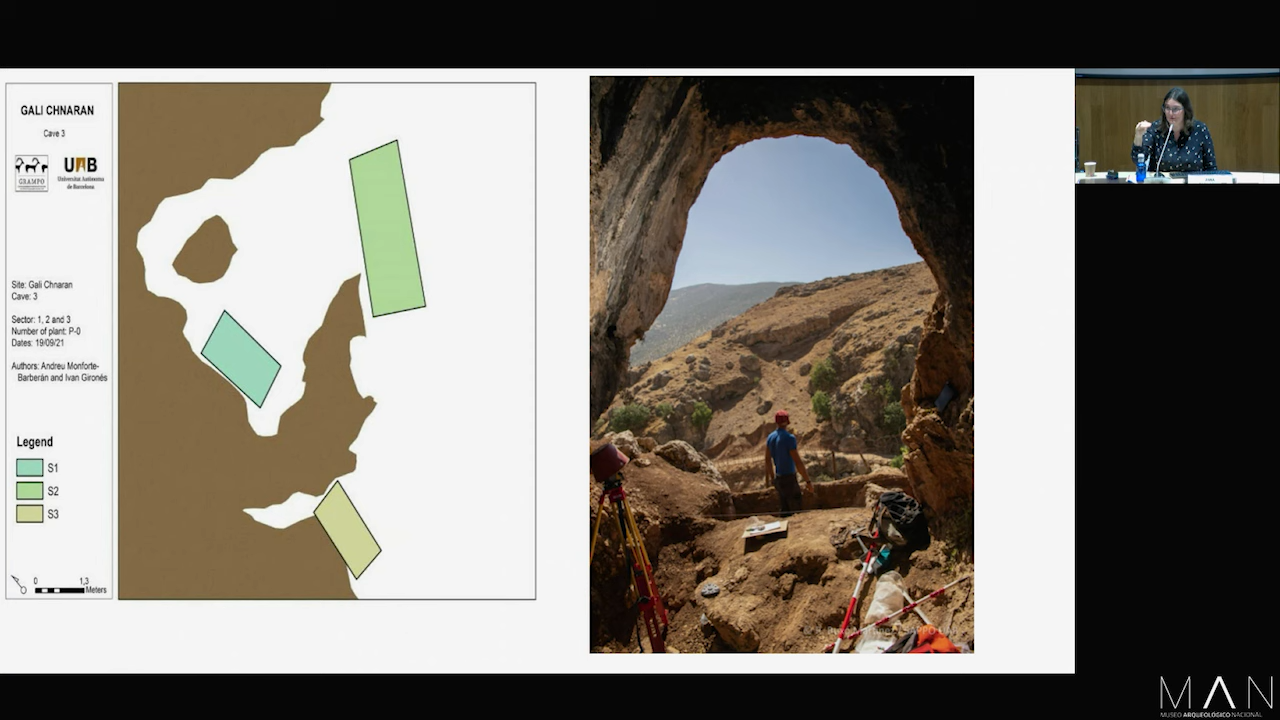 GALI CHNARAN
Cave 3
GRAMPO
UAB
Universitat Autònoma
de Barcelona
Site: Gali Chnaran
Cave: 3
Sector: 1, 2 and 3
Number of plant: P-0
Dates: 19/09/21
Authors: Andreu Monforte-
Barberán and Ivan Gironés
Legend
S1
S2
S3
0 1,3
Meters
MAN
MUSEO ARQUEOLÓGICO NACIONAL